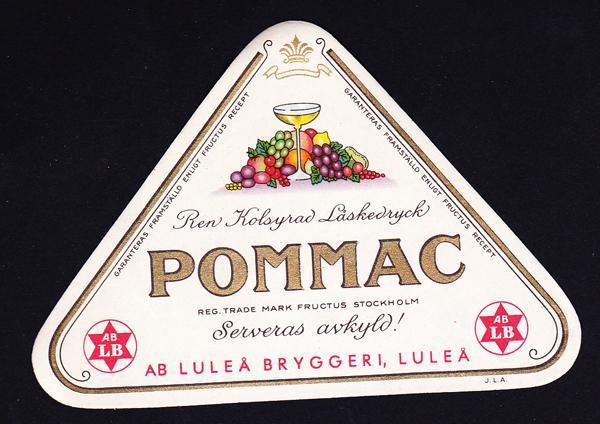 GARANTERAS FRAMSTÄLLD ENLIGT FRUCTUS RECEPT
GARANTERAS FRAMSTÄLLD ENLIGT FRUCTUS RECEPT
Ren Kolsyrad Läskedryck
POMMAC
REG. TRADE MARK FRUCTUS STOCKHOLM
Serveras avkyld!
AB
LB
AB
LB
AB LULEÅ BRYGGERI, LULEÅ
J.L.A.